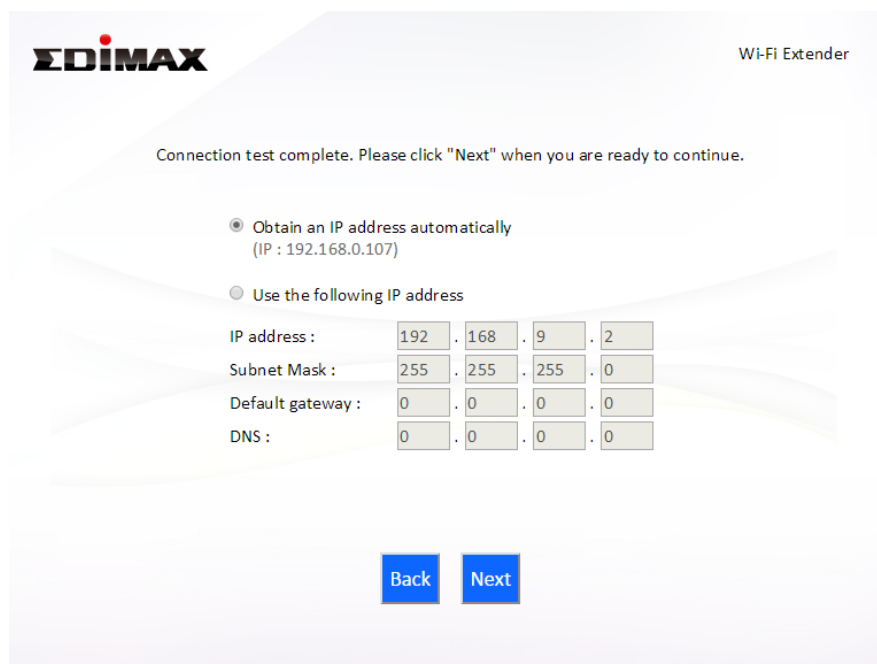 EDIMAX
Wi-Fi Extender
Connection test complete. Please click "Next" when you are ready to continue.
Obtain an IP address automatically
(IP : 192.168.0.107)
Use the following IP address
IP address : 192 . 168 . 9 . 2
Subnet Mask : 255 . 255 . 255 . 0
Default gateway : 0 . 0 . 0 . 0
DNS : 0 . 0 . 0 . 0
Back Next